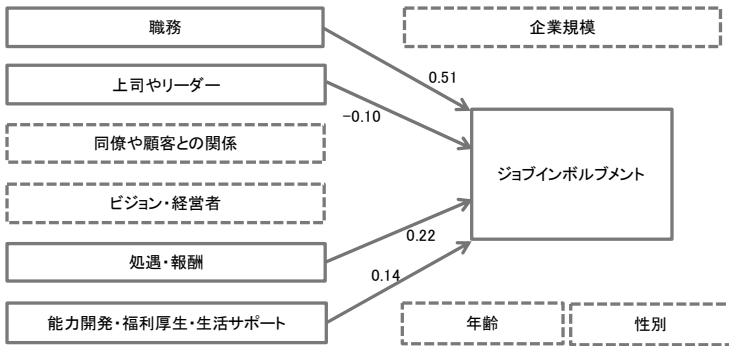 職務
企業規模
0.51
上司やリーダー
-0.10
同僚や顧客との関係
ジョブインボルブメント
ビジョン・経営者
0.22
処遇・報酬
0.14
能力開発・福利厚生・生活サポート
年齢
性別